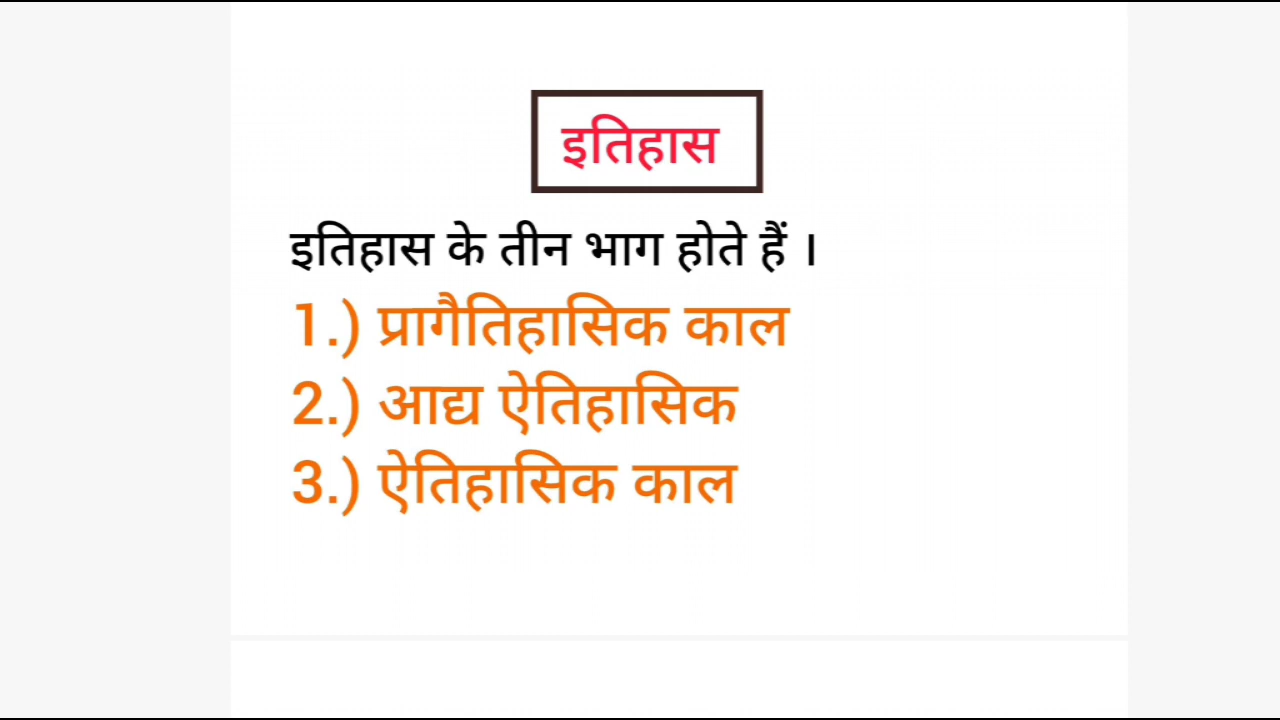 इतिहास
इतिहास के तीन भाग होते हैं ।
1.) प्रागैतिहासिक काल
2.) आद्य ऐतिहासिक
3.) ऐतिहासिक काल